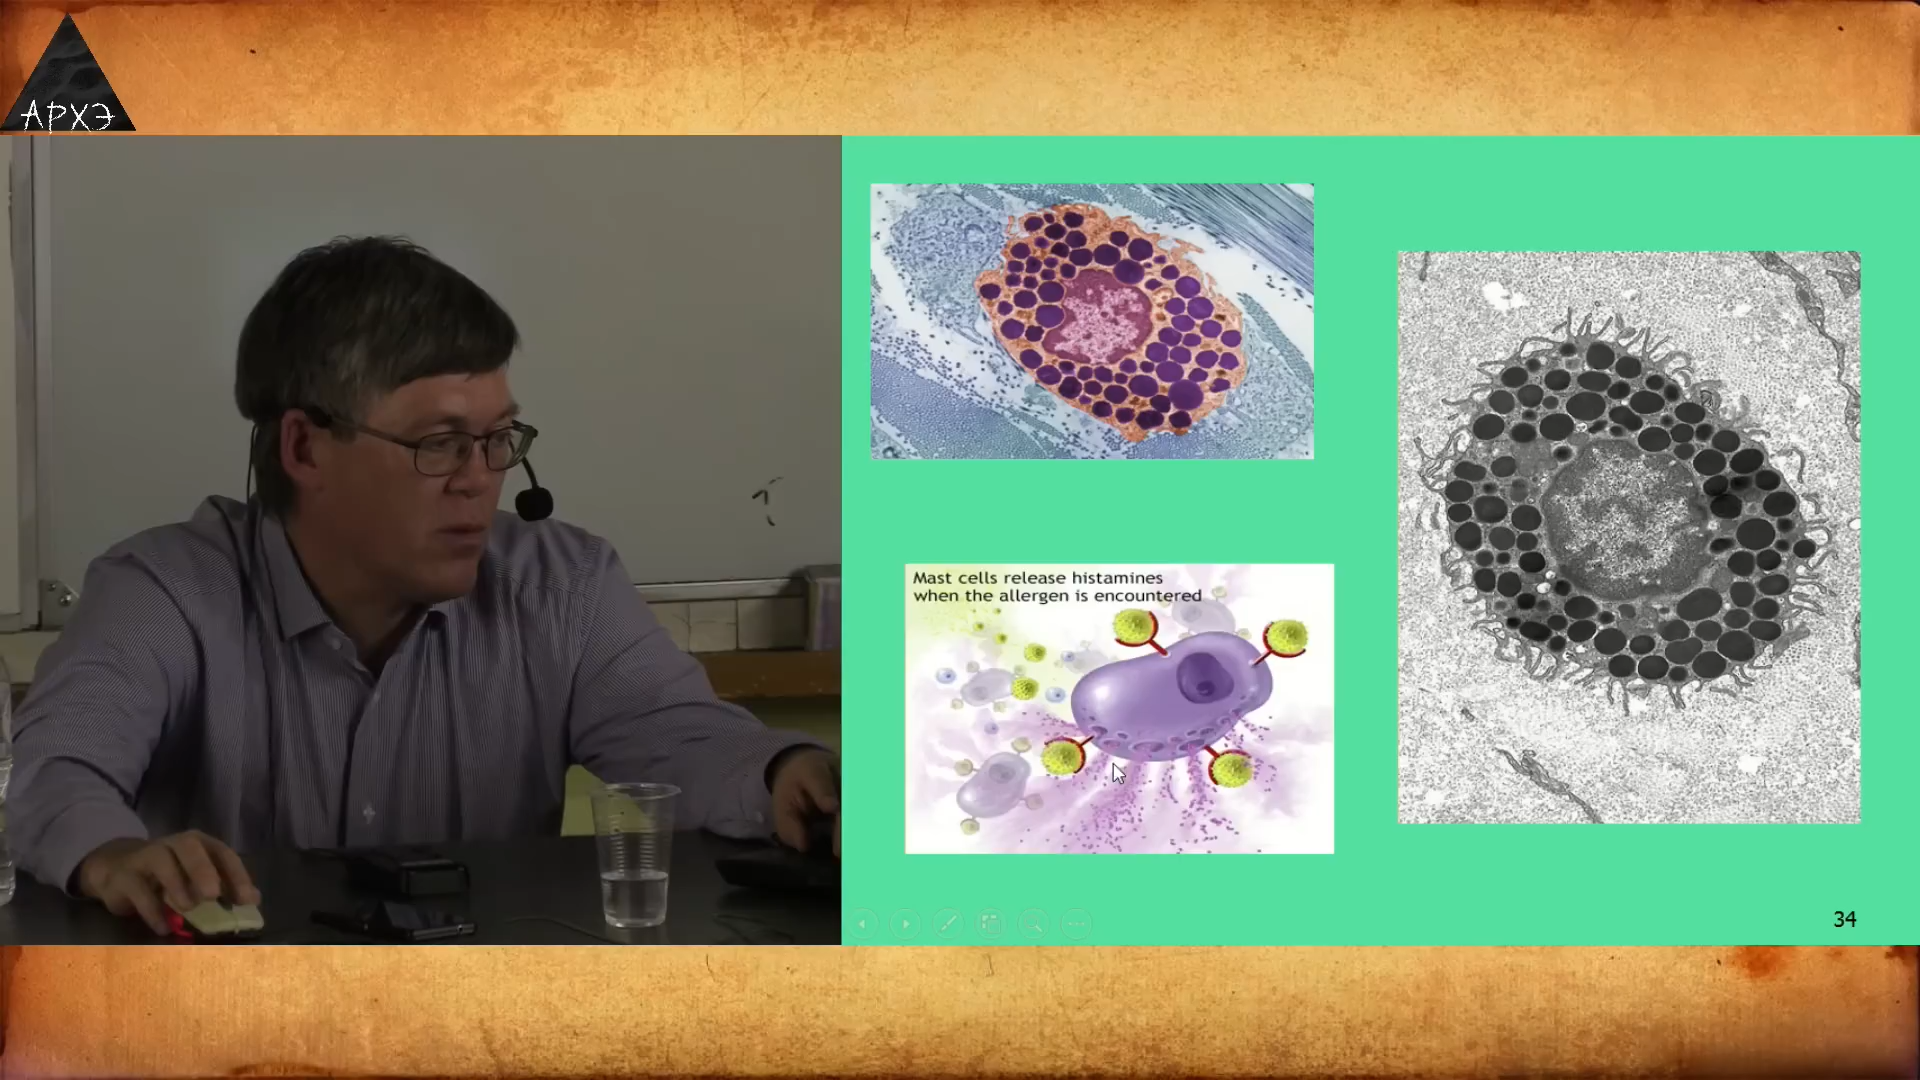 АРХЭ
Mast cells release histamines
when the allergen is encountered
34